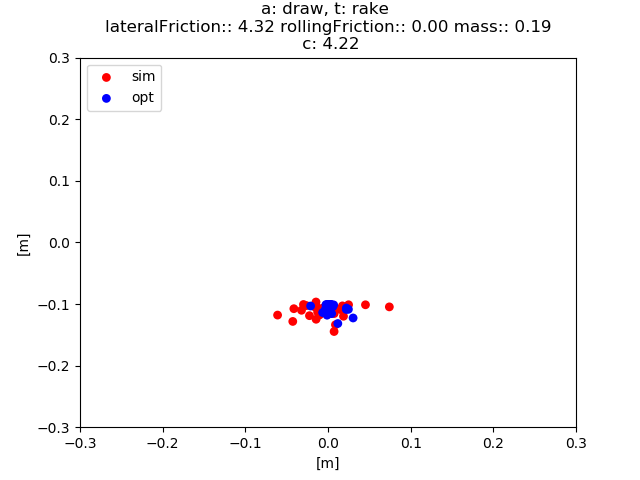 a: draw, t: rake
lateralFriction:: 4.32 rollingFriction:: 0.00 mass:: 0.19
c: 4.22
sim
opt
0.3
0.2
0.1
0.0
−0.1
−0.2
−0.3
[m]
−0.3
−0.2
−0.1
0.0
0.1
0.2
0.3
[m]